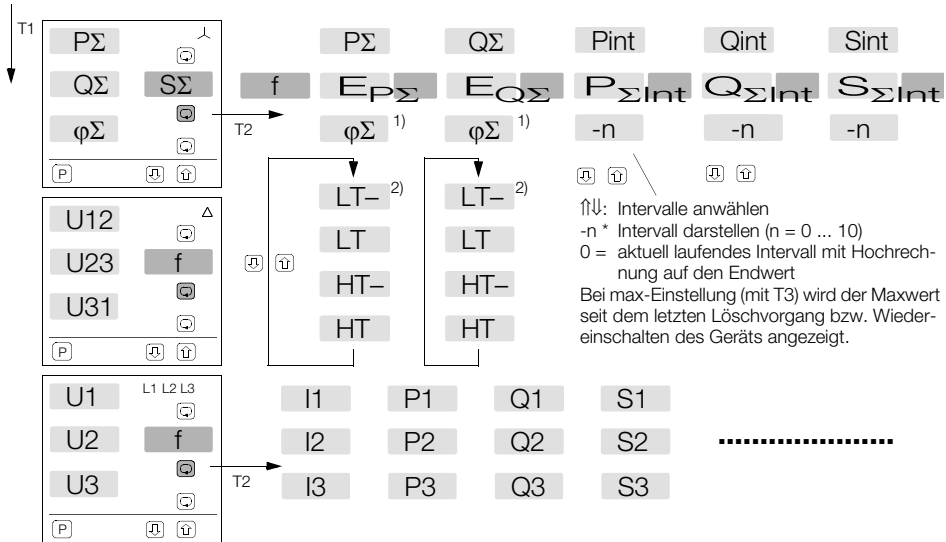 T1
PΣ
QΣ SΣ
φΣ
P
T2
f
PΣ QΣ Pint Qint Sint
EPΣ EQΣ PΣInt QΣInt SΣInt
φΣ 1) φΣ 1) -n -n -n
LT– 2) LT– 2)
LT LT
HT– HT–
HT HT
⇑⇓: Intervalle anwählen
-n * Intervall darstellen (n = 0 ... 10)
0 = aktuell laufendes Intervall mit Hochrech-
nung auf den Endwert
Bei max-Einstellung (mit T3) wird der Maxwert
seit dem letzten Löschvorgang bzw. Wieder-
einschalten des Geräts angezeigt.
U12
U23 f
U31
P
U1 L1 L2 L3
U2 f
U3
P
T2
I1 P1 Q1 S1
I2 P2 Q2 S2
I3 P3 Q3 S3